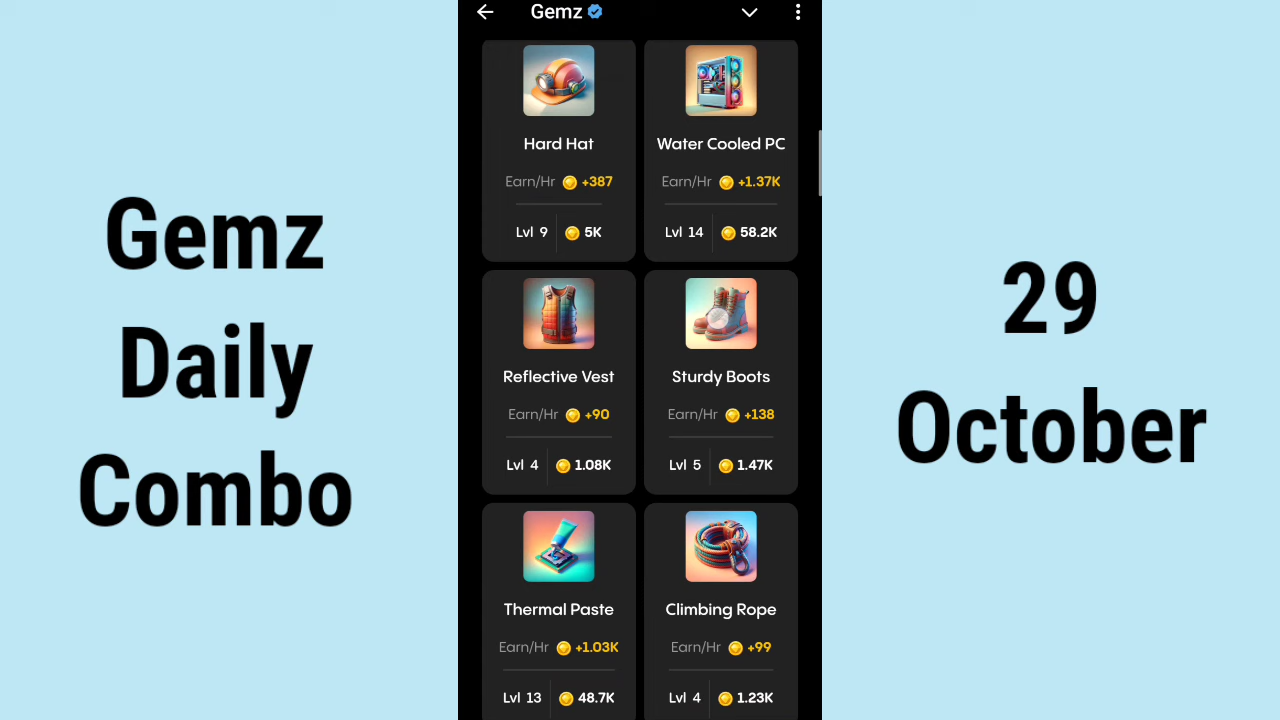 Gemz
Daily
Combo
Gemz
Hard Hat
Earn/Hr +387
Lvl 9 5K
Water Cooled PC
Earn/Hr +1.37K
Lvl 14 58.2K
Reflective Vest
Earn/Hr +90
Lvl 4 1.08K
Sturdy Boots
Earn/Hr +138
Lvl 5 1.47K
Thermal Paste
Earn/Hr +1.03K
Lvl 13 48.7K
Climbing Rope
Earn/Hr +99
Lvl 4 1.23K
29
October